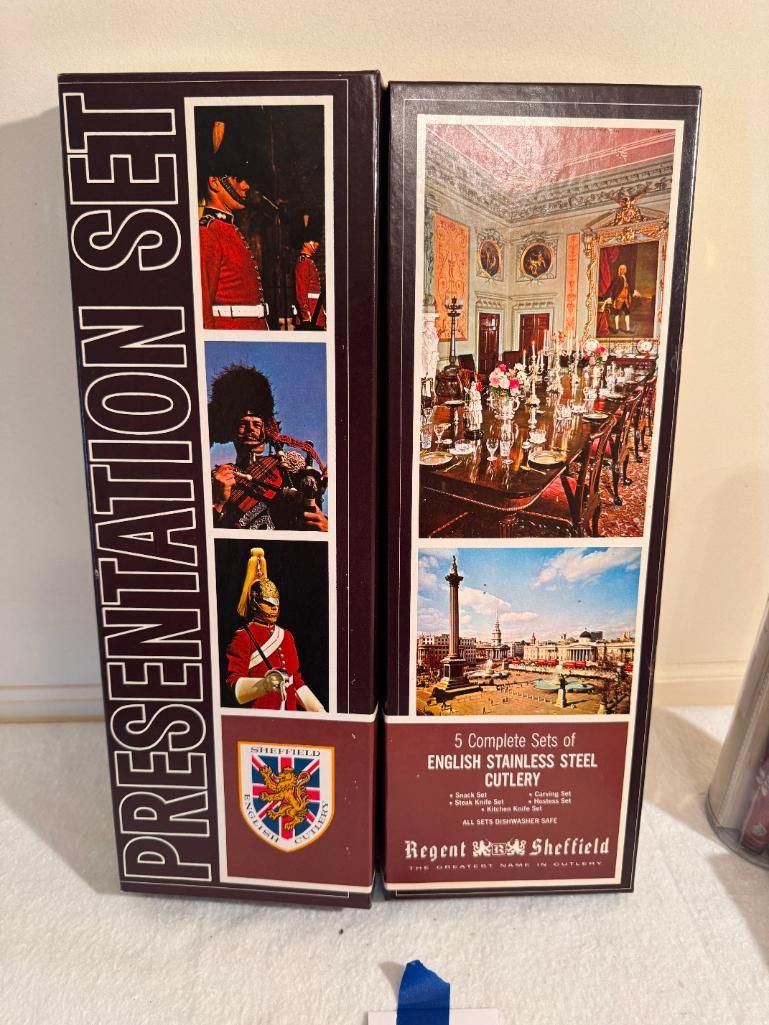 PRESENTATION SET
SHEFFIELD
ENGLISH CUTLERY
5 Complete Sets of
ENGLISH STAINLESS STEEL
CUTLERY
• Snack Set • Carving Set
• Steak Knife Set • Hostess Set
• Kitchen Knife Set
ALL SETS DISHWASHER SAFE
Regent R Sheffield
THE GREATEST NAME IN CUTLERY